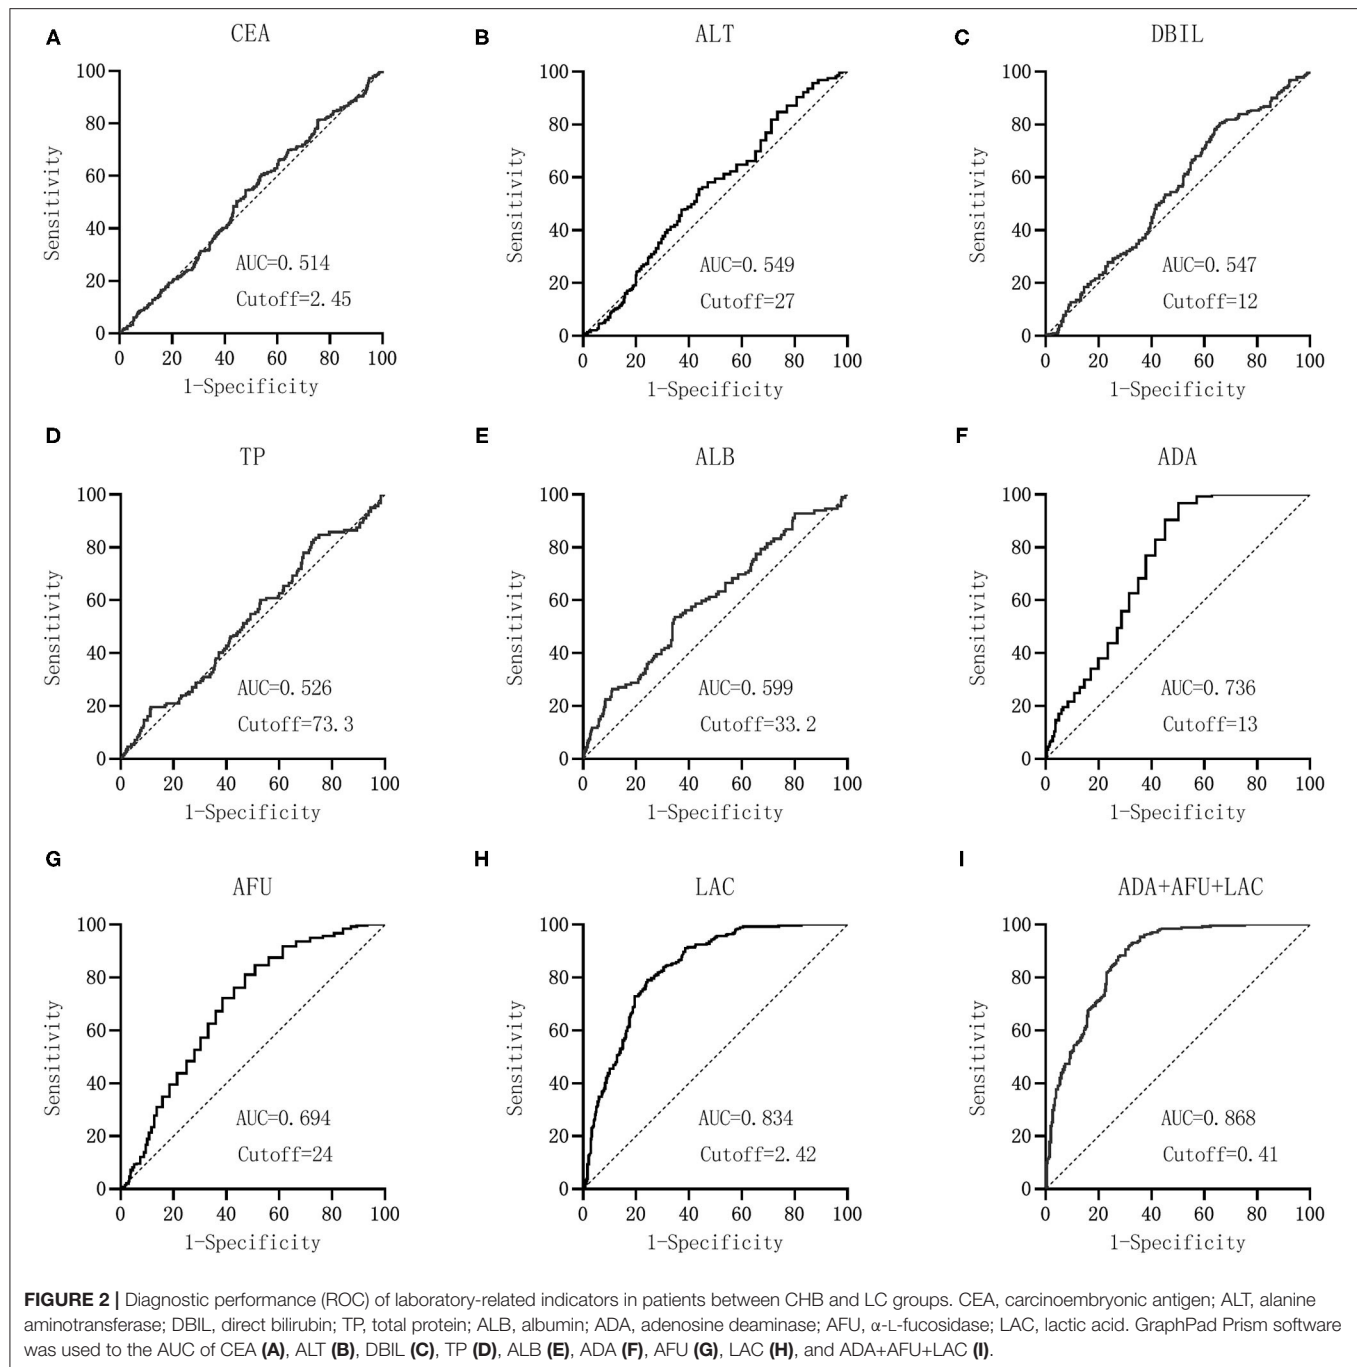 A
CEA
100
80
60
40
20
0
Sensitivity
AUC=0.514
Cutoff=2.45
0 20 40 60 80 100
1-Specificity
B
ALT
100
80
60
40
20
0
Sensitivity
AUC=0.549
Cutoff=27
0 20 40 60 80 100
1-Specificity
C
DBIL
100
80
60
40
20
0
Sensitivity
AUC=0.547
Cutoff=12
0 20 40 60 80 100
1-Specificity
D
TP
100
80
60
40
20
0
Sensitivity
AUC=0.526
Cutoff=73.3
0 20 40 60 80 100
1-Specificity
E
ALB
100
80
60
40
20
0
Sensitivity
AUC=0.599
Cutoff=33.2
0 20 40 60 80 100
1-Specificity
F
ADA
100
80
60
40
20
0
Sensitivity
AUC=0.736
Cutoff=13
0 20 40 60 80 100
1-Specificity
G
AFU
100
80
60
40
20
0
Sensitivity
AUC=0.694
Cutoff=24
0 20 40 60 80 100
1-Specificity
H
LAC
100
80
60
40
20
0
Sensitivity
AUC=0.834
Cutoff=2.42
0 20 40 60 80 100
1-Specificity
I
ADA+AFU+LAC
100
80
60
40
20
0
Sensitivity
AUC=0.868
Cutoff=0.41
0 20 40 60 80 100
1-Specificity
FIGURE 2 | Diagnostic performance (ROC) of laboratory-related indicators in patients between CHB and LC groups. CEA, carcinoembryonic antigen; ALT, alanine
aminotransferase; DBIL, direct bilirubin; TP, total protein; ALB, albumin; ADA, adenosine deaminase; AFU, α-L-fucosidase; LAC, lactic acid. GraphPad Prism software
was used to the AUC of CEA (A), ALT (B), DBIL (C), TP (D), ALB (E), ADA (F), AFU (G), LAC (H), and ADA+AFU+LAC (I).